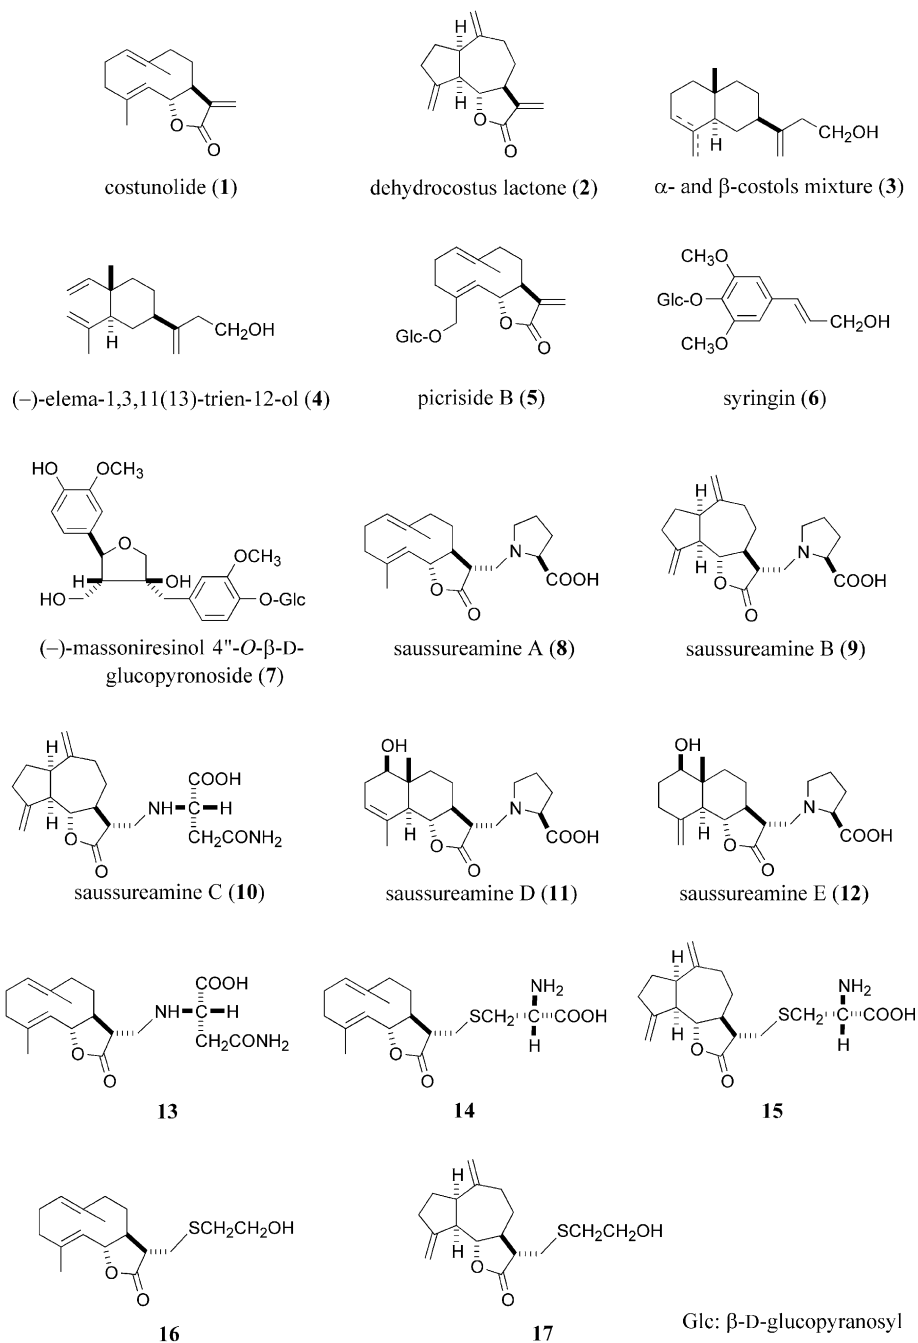 H
H
O
O
costunolide (1)
O
O
dehydrocostus lactone (2)
H
CH2OH
α- and β-costols mixture (3)
H
CH2OH
(–)-elema-1,3,11(13)-trien-12-ol (4)
Glc-O
O
O
picriside B (5)
CH3O
Glc-O
CH3O
CH2OH
syringin (6)
HO
OCH3
O
H
OH
HO
OCH3
O-Glc
(–)-massoniresinol 4"-O-β-D-
glucopyronoside (7)
N
COOH
O
O
saussureamine A (8)
H
H
N
COOH
O
O
saussureamine B (9)
H
H
COOH
NH C H
CH2CONH2
O
O
saussureamine C (10)
OH
H
N
COOH
O
O
saussureamine D (11)
OH
H
N
COOH
O
O
saussureamine E (12)
COOH
NH C H
CH2CONH2
O
O
13
NH2
SCH2 C COOH
H
O
O
14
H
H
NH2
SCH2 C COOH
H
O
O
15
SCH2CH2OH
O
O
16
H
H
SCH2CH2OH
O
O
17
Glc: β-D-glucopyranosyl